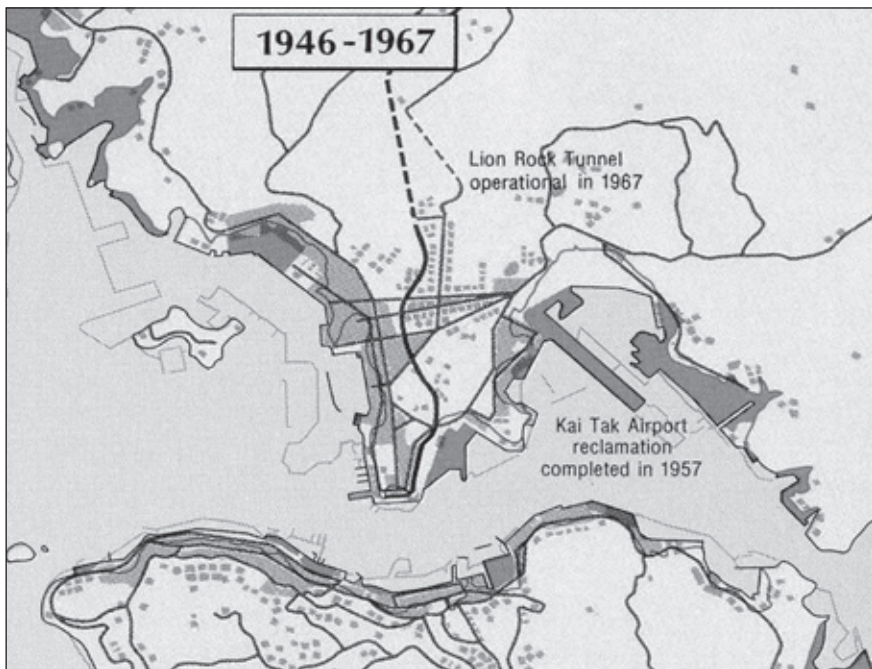 1946-1967
Lion Rock Tunnel
operational in 1967
Kai Tak Airport
reclamation
completed in 1957